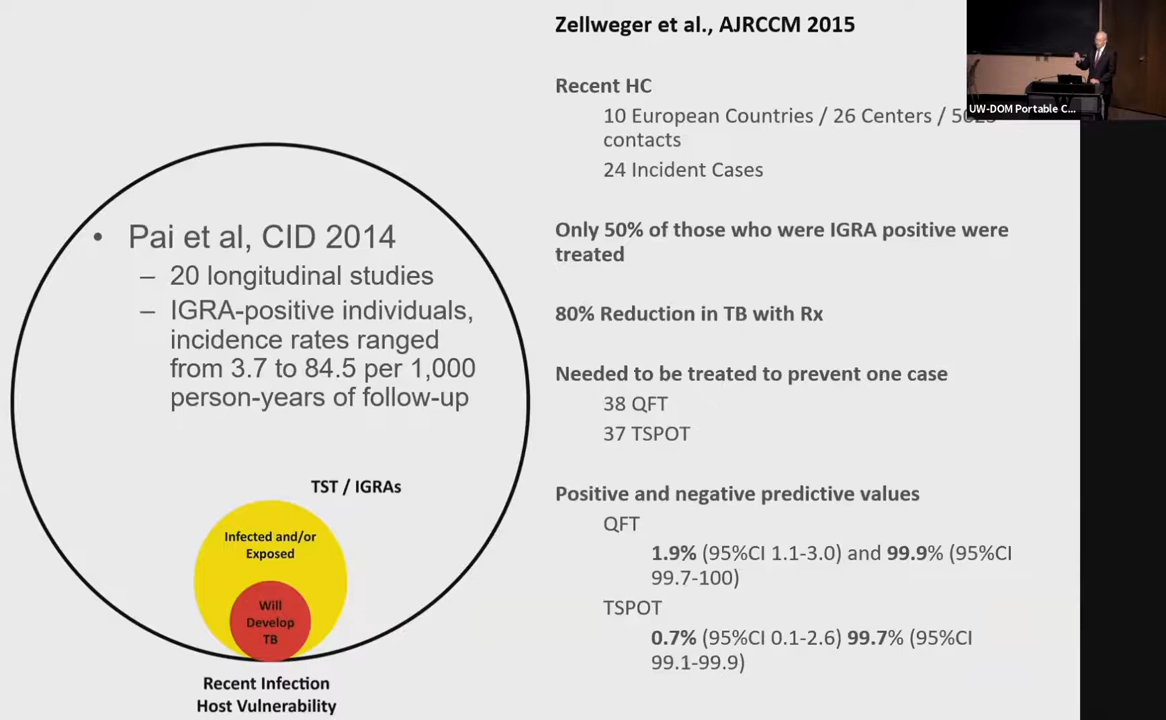 Zellweger et al., AJRCCM 2015
Recent HC
10 European Countries / 26 Centers /
contacts
24 Incident Cases
Only 50% of those who were IGRA positive were
treated
80% Reduction in TB with Rx
Needed to be treated to prevent one case
38 QFT
37 TSPOT
Positive and negative predictive values
QFT
1.9% (95%CI 1.1-3.0) and 99.9% (95%CI
99.7-100)
TSPOT
0.7% (95%CI 0.1-2.6) 99.7% (95%CI
99.1-99.9)
• Pai et al, CID 2014
– 20 longitudinal studies
– IGRA-positive individuals,
incidence rates ranged
from 3.7 to 84.5 per 1,000
person-years of follow-up
TST / IGRAs
Infected and/or
Exposed
Will
Develop
TB
Recent Infection
Host Vulnerability
UW-DOM Portable C...